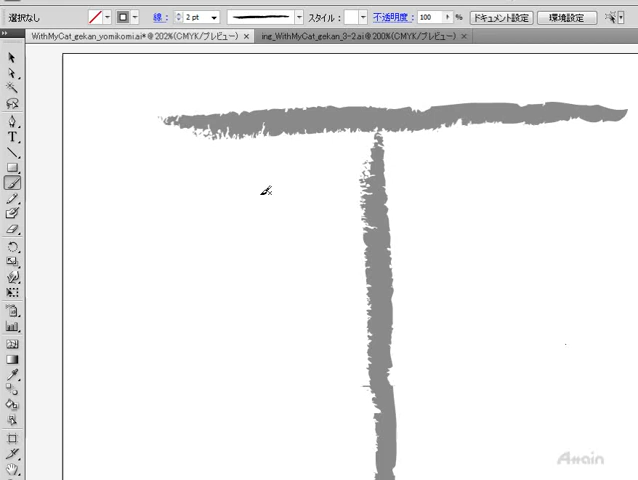 選択なし 線： 2 pt スタイル： 不透明度： 100 % ドキュメント設定 環境設定
WithMyCat_gekan_yomikomi.ai* @ 202%(CMYK/プレビュー) × ing_WithMyCat_gekan_3-2.ai @ 200%(CMYK/プレビュー) ×
T
Attain